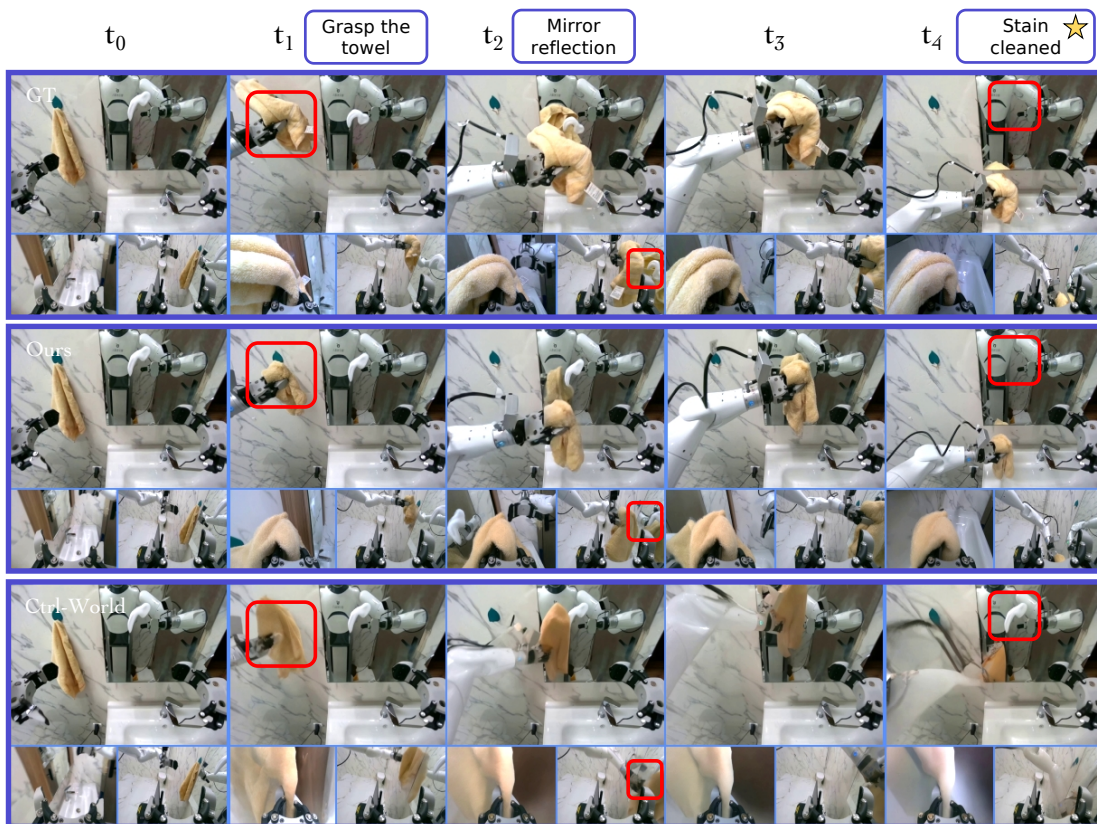 t0
t1
Grasp the
towel
t2
Mirror
reflection
t3
t4
Stain
cleaned
GT
Ours
Ctrl-World